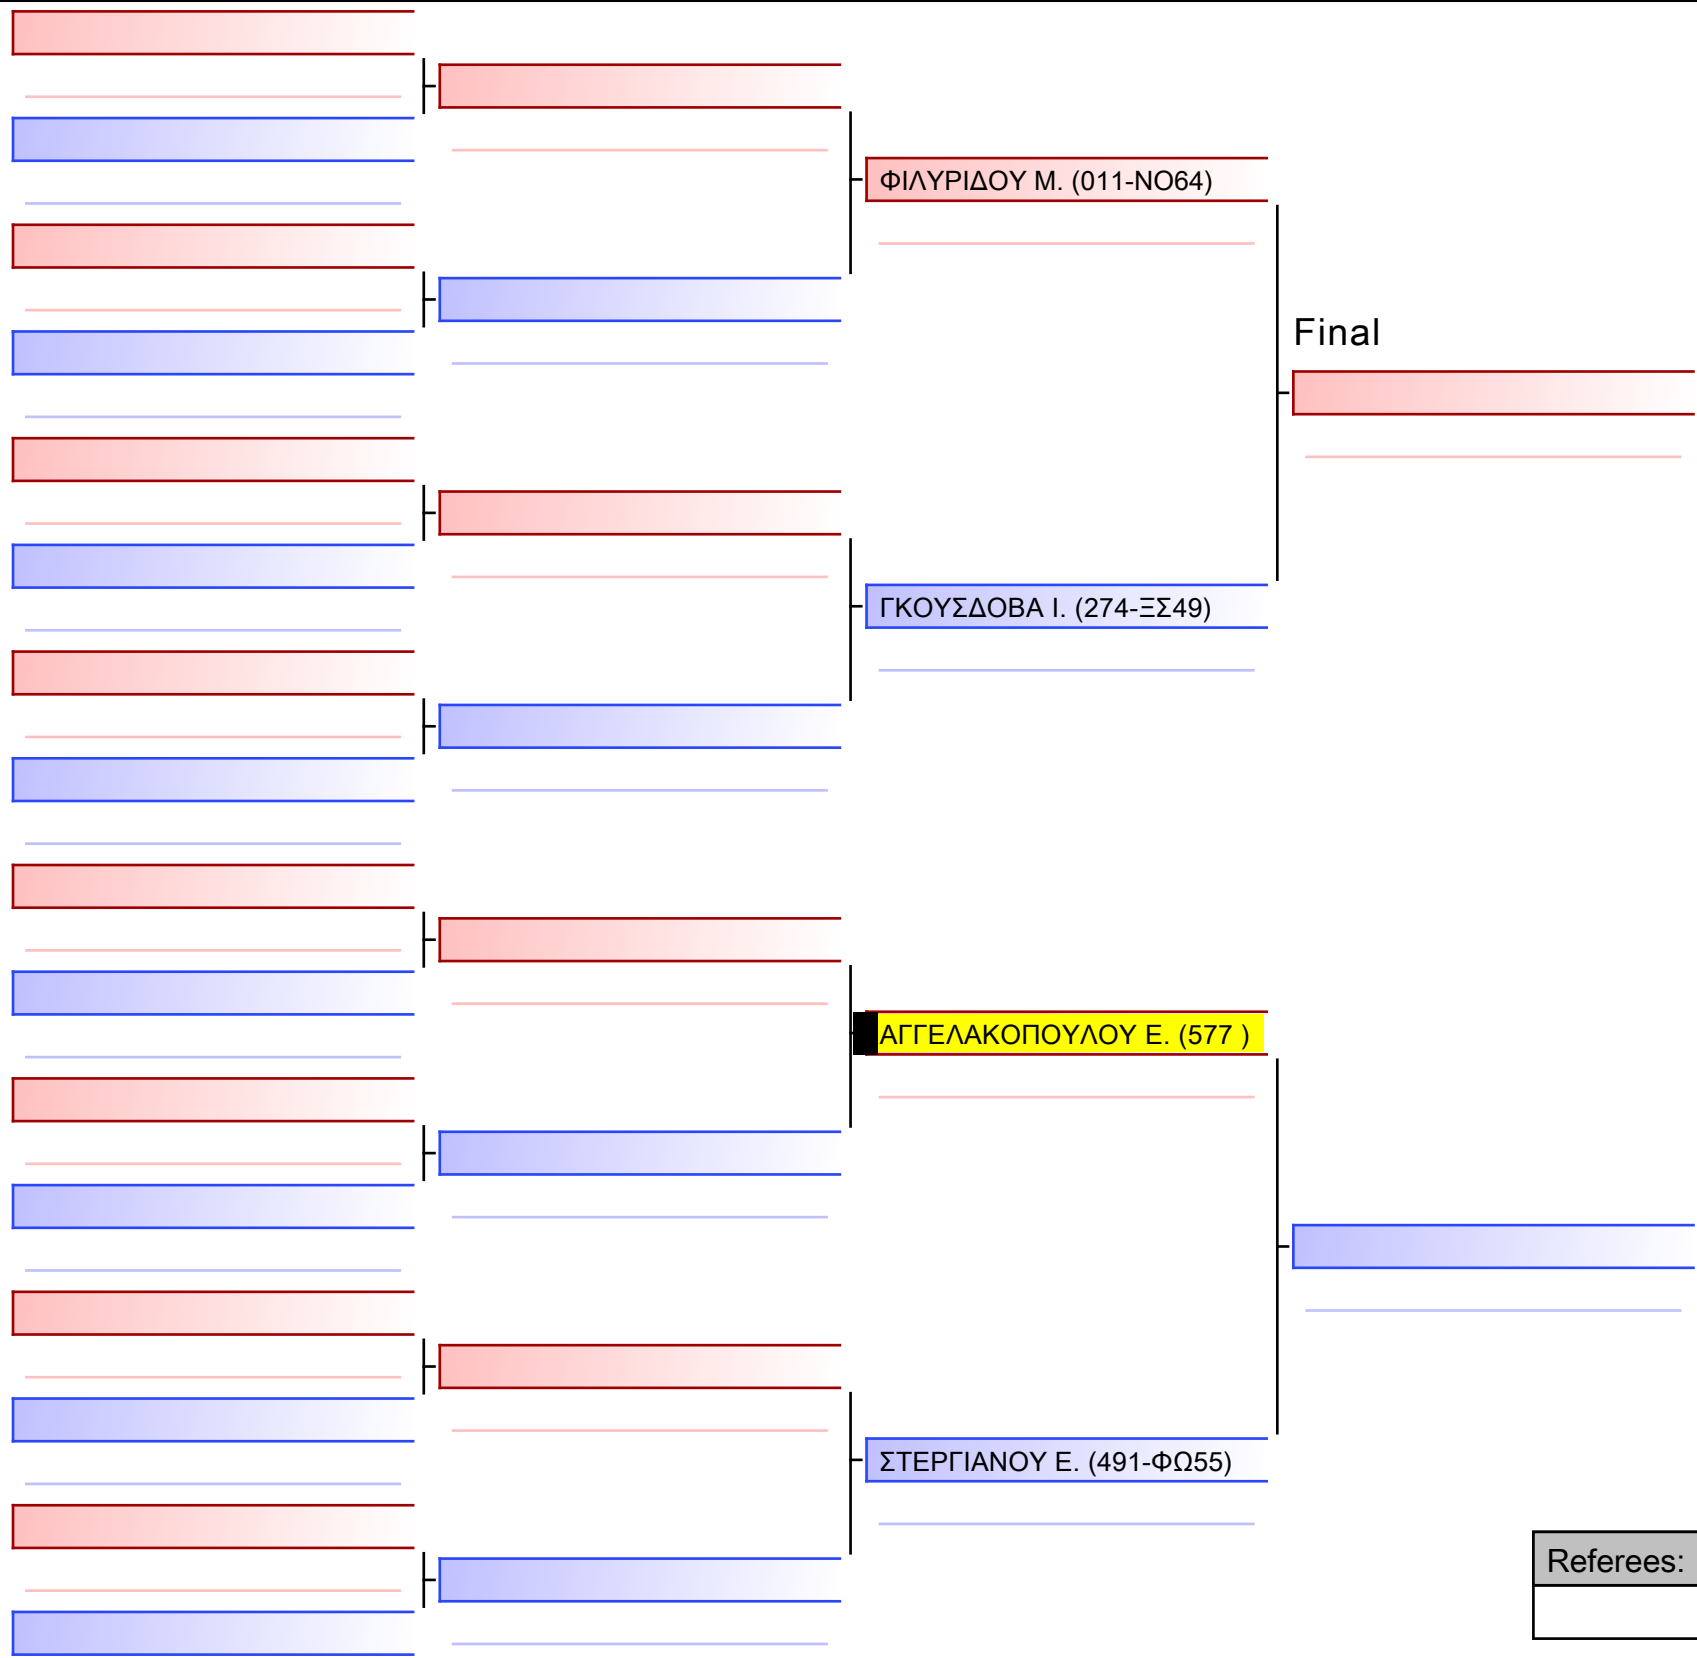 ΦΙΛΥΡΙΔΟΥ Μ. (011-ΝΟ64)
Final
ΓΚΟΥΣΔΟΒΑ Ι. (274-ΞΣ49)
ΑΓΓΕΛΑΚΟΠΟΥΛΟΥ Ε. (577 )
ΣΤΕΡΓΙΑΝΟΥ Ε. (491-ΦΩ55)
Referees: